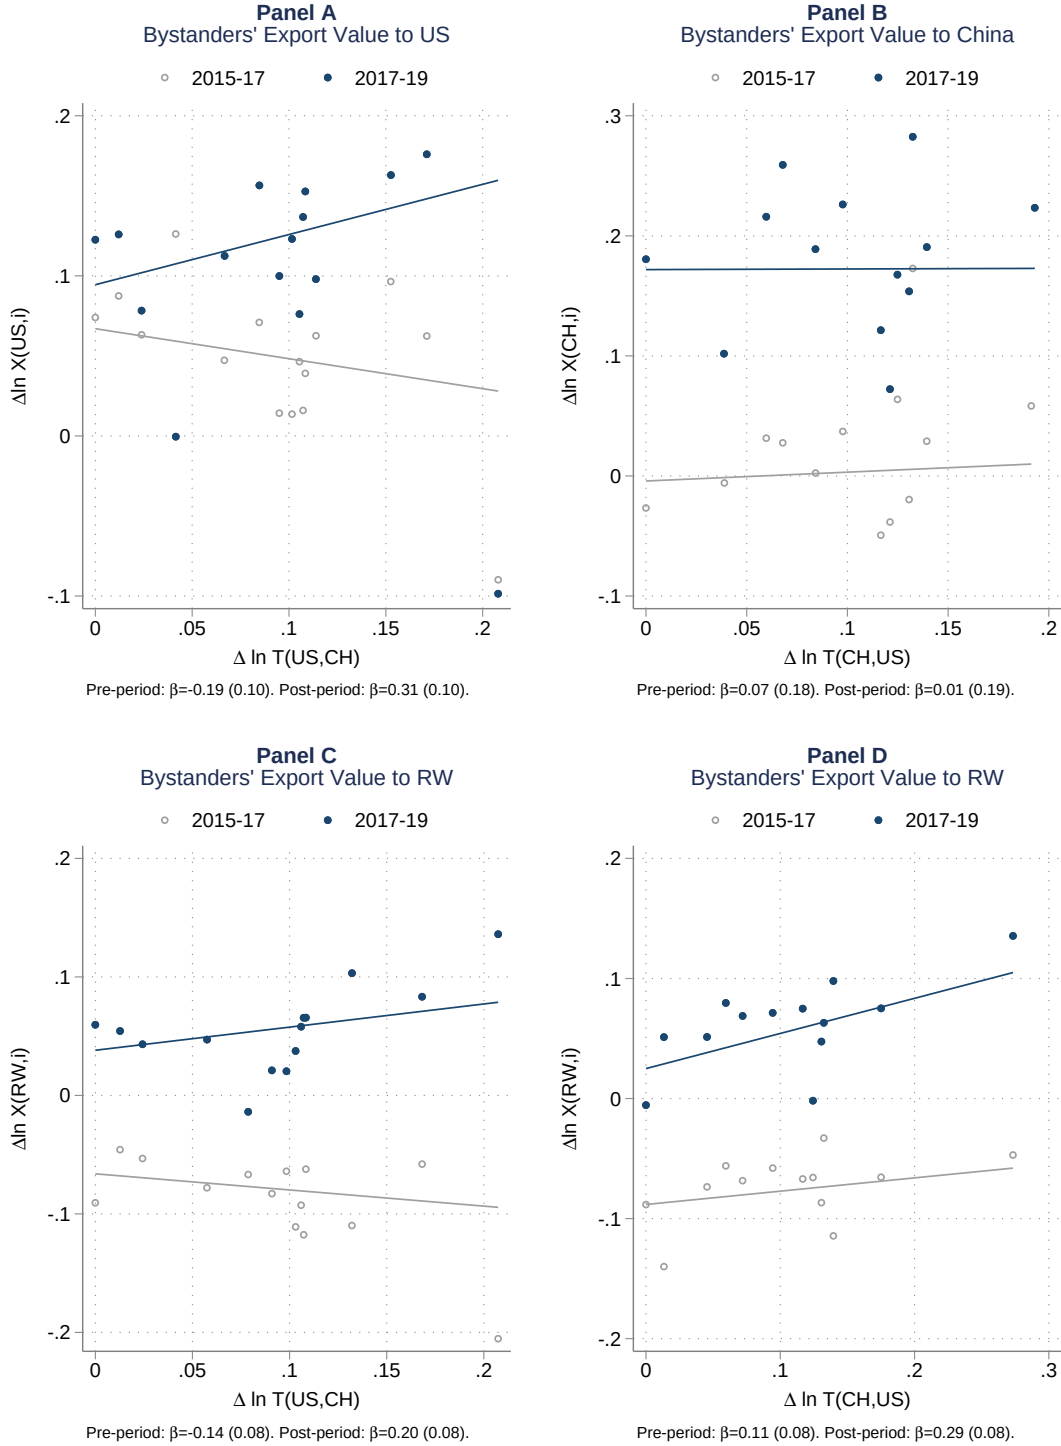 Panel A
Bystanders' Export Value to US
2015-17 2017-19
.2
.1
0
-.1
Δln X(US,i)
0 .05 .1 .15 .2
Δ ln T(US,CH)
Pre-period: β=-0.19 (0.10). Post-period: β=0.31 (0.10).
Panel B
Bystanders' Export Value to China
2015-17 2017-19
.3
.2
.1
0
-.1
Δln X(CH,i)
0 .05 .1 .15 .2
Δ ln T(CH,US)
Pre-period: β=0.07 (0.18). Post-period: β=0.01 (0.19).
Panel C
Bystanders' Export Value to RW
2015-17 2017-19
.2
.1
0
-.1
-.2
Δln X(RW,i)
0 .05 .1 .15 .2
Δ ln T(US,CH)
Pre-period: β=-0.14 (0.08). Post-period: β=0.20 (0.08).
Panel D
Bystanders' Export Value to RW
2015-17 2017-19
.2
.1
0
-.1
-.2
Δln X(RW,i)
0 .1 .2 .3
Δ ln T(CH,US)
Pre-period: β=0.11 (0.08). Post-period: β=0.29 (0.08).